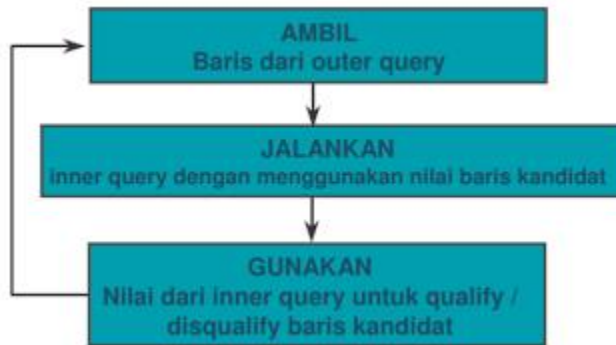 AMBIL
Baris dari outer query
JALANKAN
inner query dengan menggunakan nilai baris kandidat
GUNAKAN
Nilai dari inner query untuk qualify /
disqualify baris kandidat